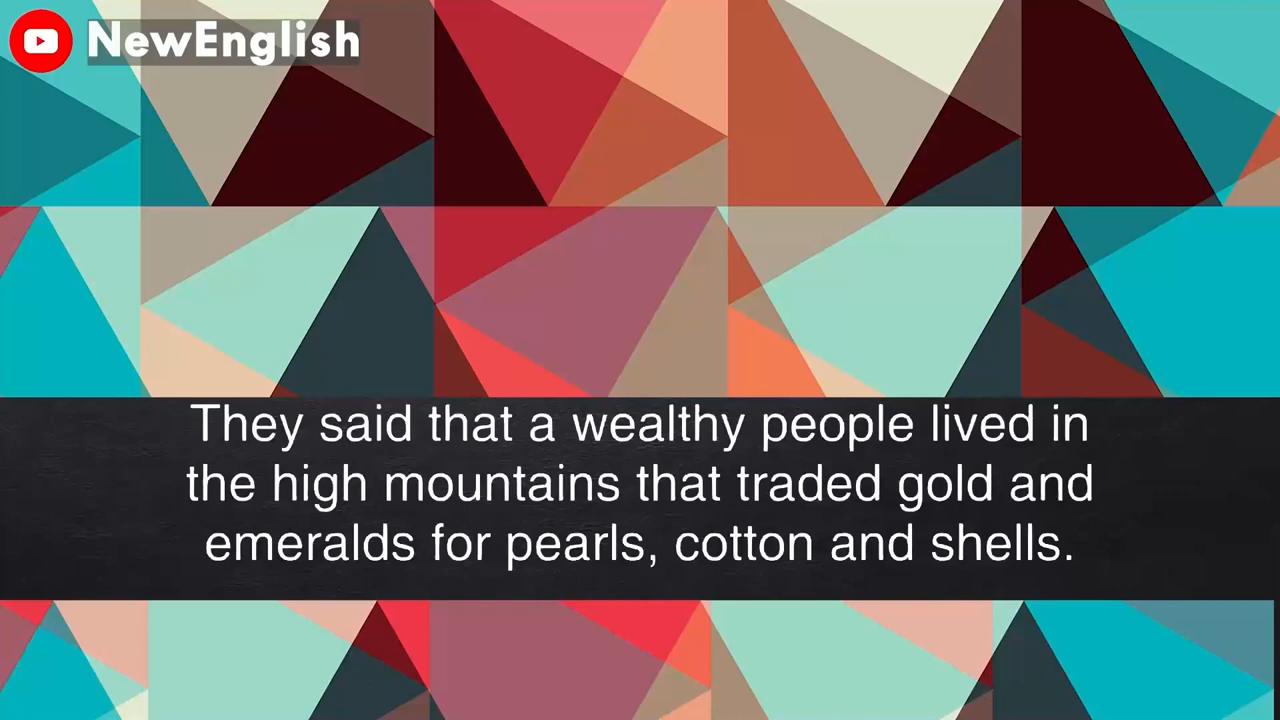 NewEnglish
They said that a wealthy people lived in
the high mountains that traded gold and
emeralds for pearls, cotton and shells.